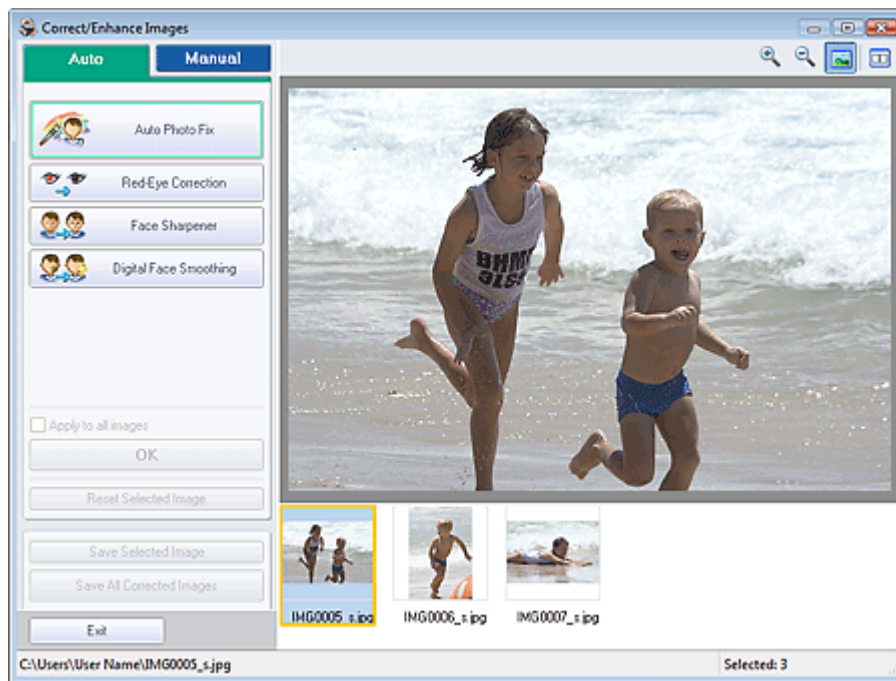 Correct/Enhance Images
Auto Manual
Auto Photo Fix
Red-Eye Correction
Face Sharpener
Digital Face Smoothing
Apply to all images
OK
Reset Selected Image
Save Selected Image
Save All Corrected Images
Exit
IMG0005_s.jpg IMG0006_s.jpg IMG0007_s.jpg
C:\Users\User Name\IMG0005_s.jpg Selected: 3